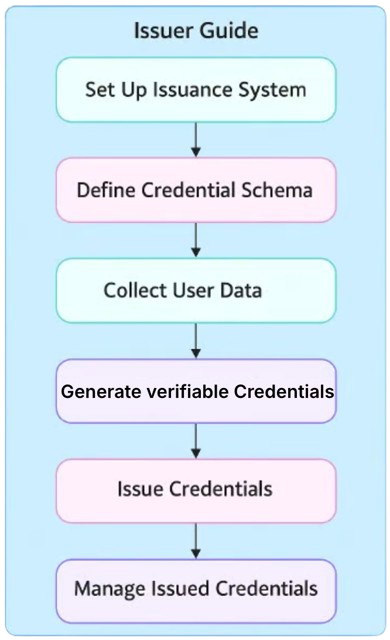 Issuer Guide
Set Up Issuance System
Define Credential Schema
Collect User Data
Generate verifiable Credentials
Issue Credentials
Manage Issued Credentials